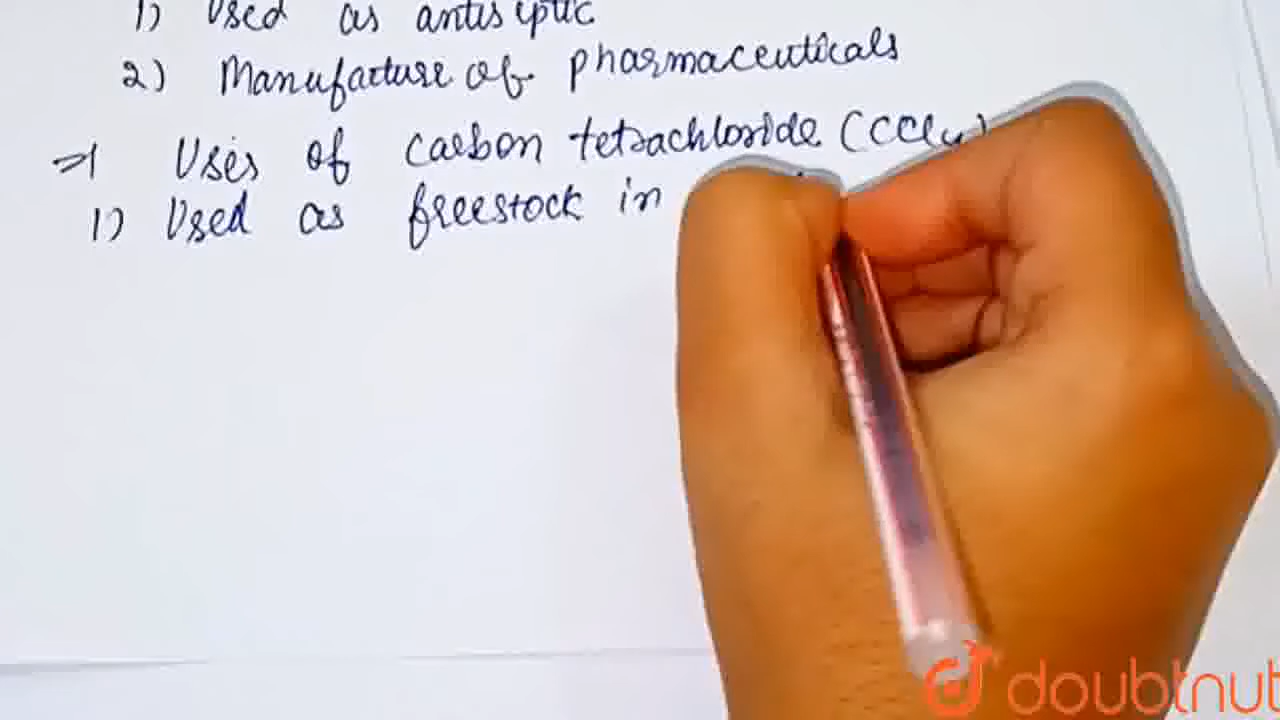 1) Used as antiseptic
2) Manufacture of pharmaceuticals
⇒ Uses of carbon tetrachloride (CCl4)
1) Used as freestock in
doubtnut